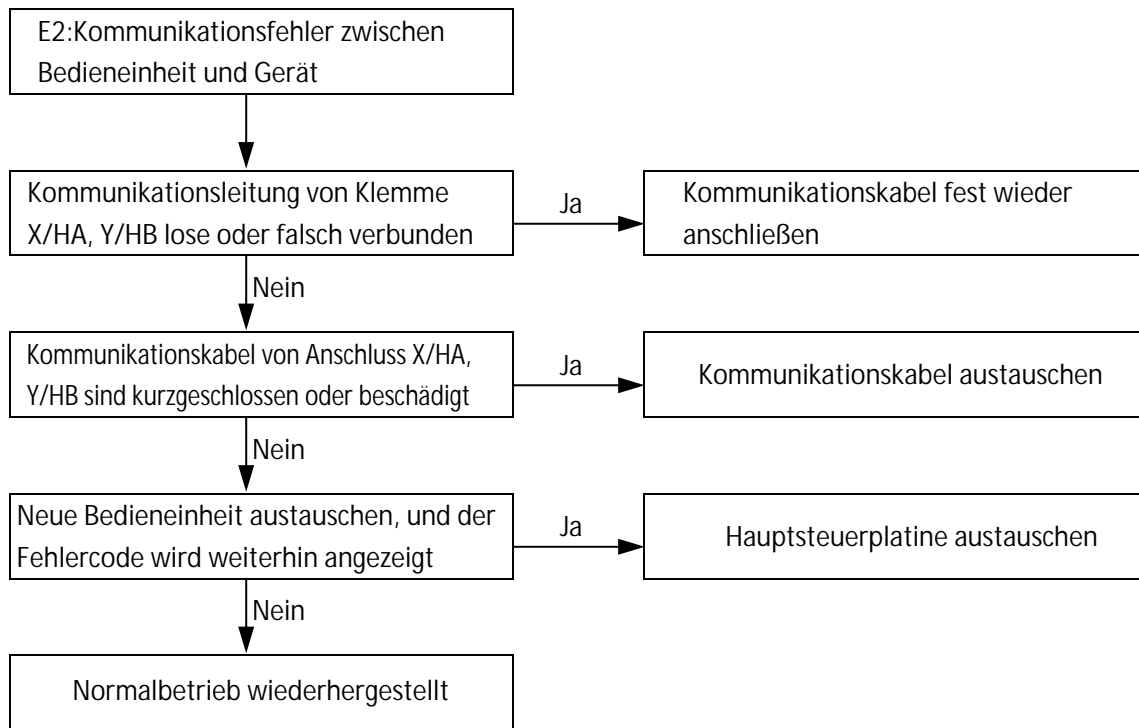 E2:Kommunikationsfehler zwischen
Bedieneinheit und Gerät
Kommunikationsleitung von Klemme
X/HA, Y/HB lose oder falsch verbunden
Ja
Kommunikationskabel fest wieder
anschließen
Nein
Kommunikationskabel von Anschluss X/HA,
Y/HB sind kurzgeschlossen oder beschädigt
Ja
Kommunikationskabel austauschen
Nein
Neue Bedieneinheit austauschen, und der
Fehlercode wird weiterhin angezeigt
Ja
Hauptsteuerplatine austauschen
Nein
Normalbetrieb wiederhergestellt